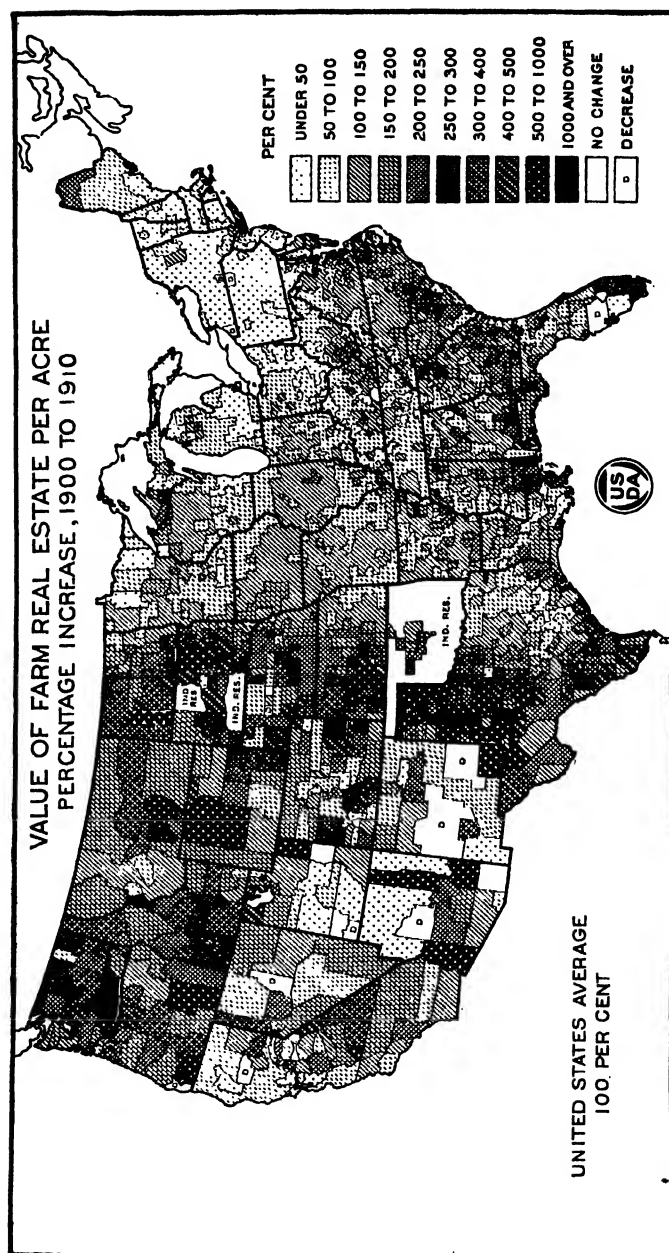 VALUE OF FARM REAL ESTATE PER ACRE
PERCENTAGE INCREASE, 1900 TO 1910
PER CENT
UNDER 50
50 TO 100
100 TO 150
150 TO 200
200 TO 250
250 TO 300
300 TO 400
400 TO 500
500 TO 1000
1000 AND OVER
NO CHANGE
D DECREASE
IND.
RES
IND. RES.
IND. RES.
D
D
D
D
D
D
D
D
D
UNITED STATES AVERAGE
100. PER CENT
US
DA